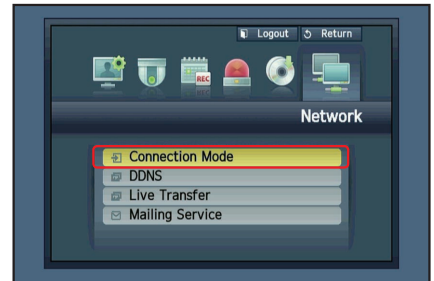 Logout Return
REC
Network
Connection Mode
DDNS
Live Transfer
Mailing Service